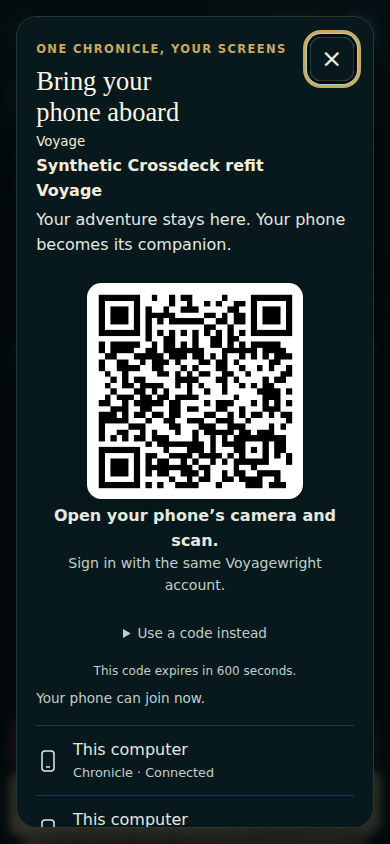 ONE CHRONICLE, YOUR SCREENS
Bring your
phone aboard
Voyage
Synthetic Crossdeck refit
Voyage
Your adventure stays here. Your phone
becomes its companion.
Open your phone’s camera and
scan.
Sign in with the same Voyagewright
account.
Use a code instead
This code expires in 600 seconds.
Your phone can join now.
This computer
Chronicle · Connected
This computer